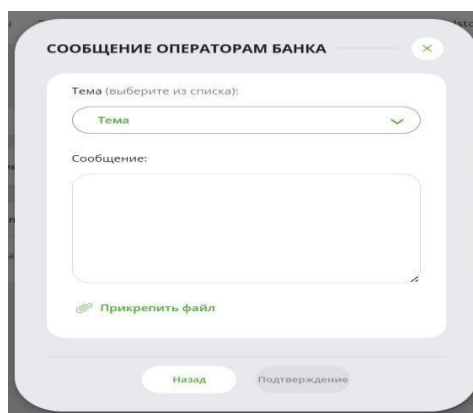 СООБЩЕНИЕ ОПЕРАТОРАМ БАНКА
Тема (выберите из списка):
Тема
Сообщение:
Прикрепить файл
Назад Подтверждение